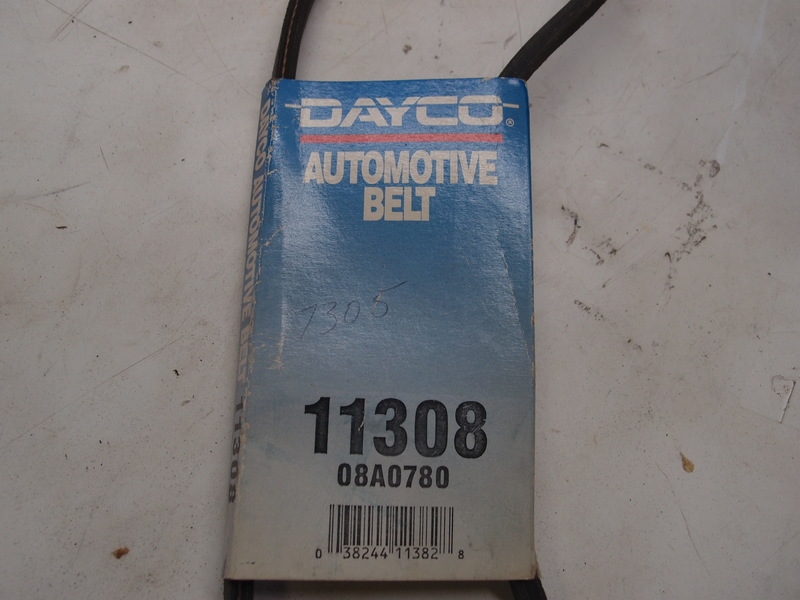 DAYCO®
AUTOMOTIVE
BELT
7305
11308
08A0780
0 38244 11382 8
DAYCO AUTOMOTIVE BELT 11308